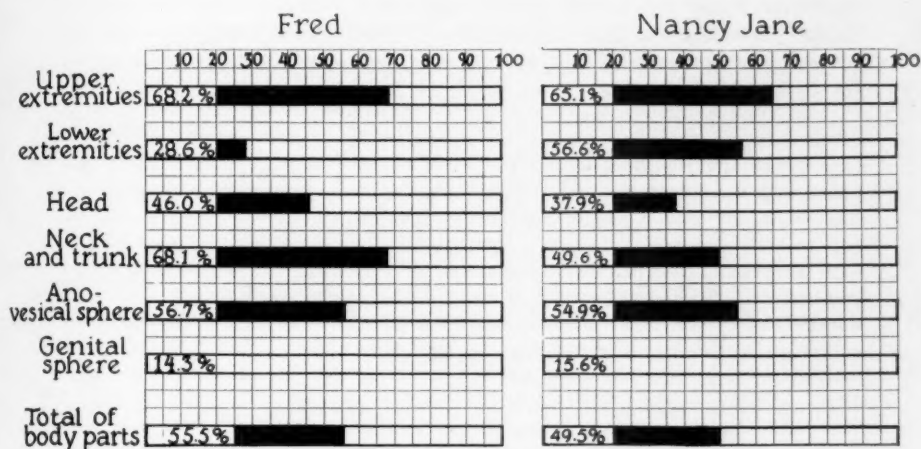 Fred
Nancy Jane
10 20 30 40 50 60 70 80 90 100
10 20 30 40 50 60 70 80 90 100
Upper
extremities 68.2% 65.1%
Lower
extremities 28.6% 56.6%
Head 46.0% 37.9%
Neck
and trunk 68.1% 49.6%
Ano-
vesical sphere 56.7% 54.9%
Genital
sphere 14.3% 15.6%
Total of
body parts 55.5% 49.5%